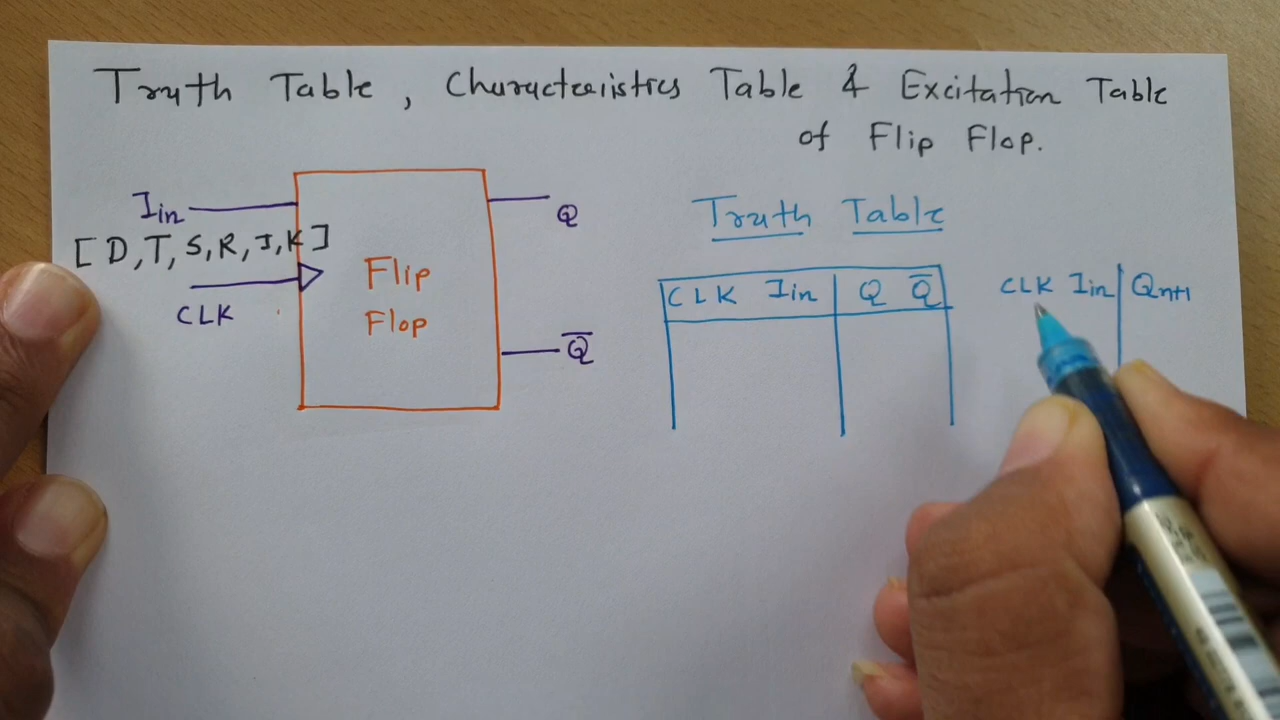 Truth Table, Characteristics Table & Excitation Table
of Flip Flop.
Iin
[D,T,S,R,J,K]
CLK
Flip
Flop
Q
Q̅
Truth Table
CLK Iin Q Q̅
CLK Iin Qn+1